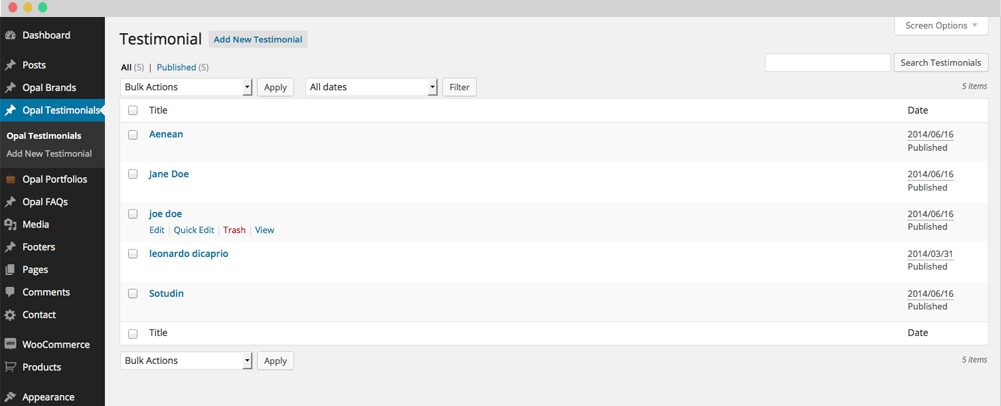 Dashboard
Posts
Opal Brands
Opal Testimonials
Opal Testimonials
Add New Testimonial
Opal Portfolios
Opal FAQs
Media
Footers
Pages
Comments
Contact
WooCommerce
Products
Appearance
Screen Options
Testimonial Add New Testimonial
All (5) | Published (5)
Search Testimonials
Bulk Actions Apply All dates Filter 5 items
Title Date
Aenean 2014/06/16
Published
Jane Doe 2014/06/16
Published
joe doe 2014/06/16
Edit | Quick Edit | Trash | View Published
leonardo dicaprio 2014/03/31
Published
Sotudin 2014/06/16
Published
Title Date
Bulk Actions Apply 5 items